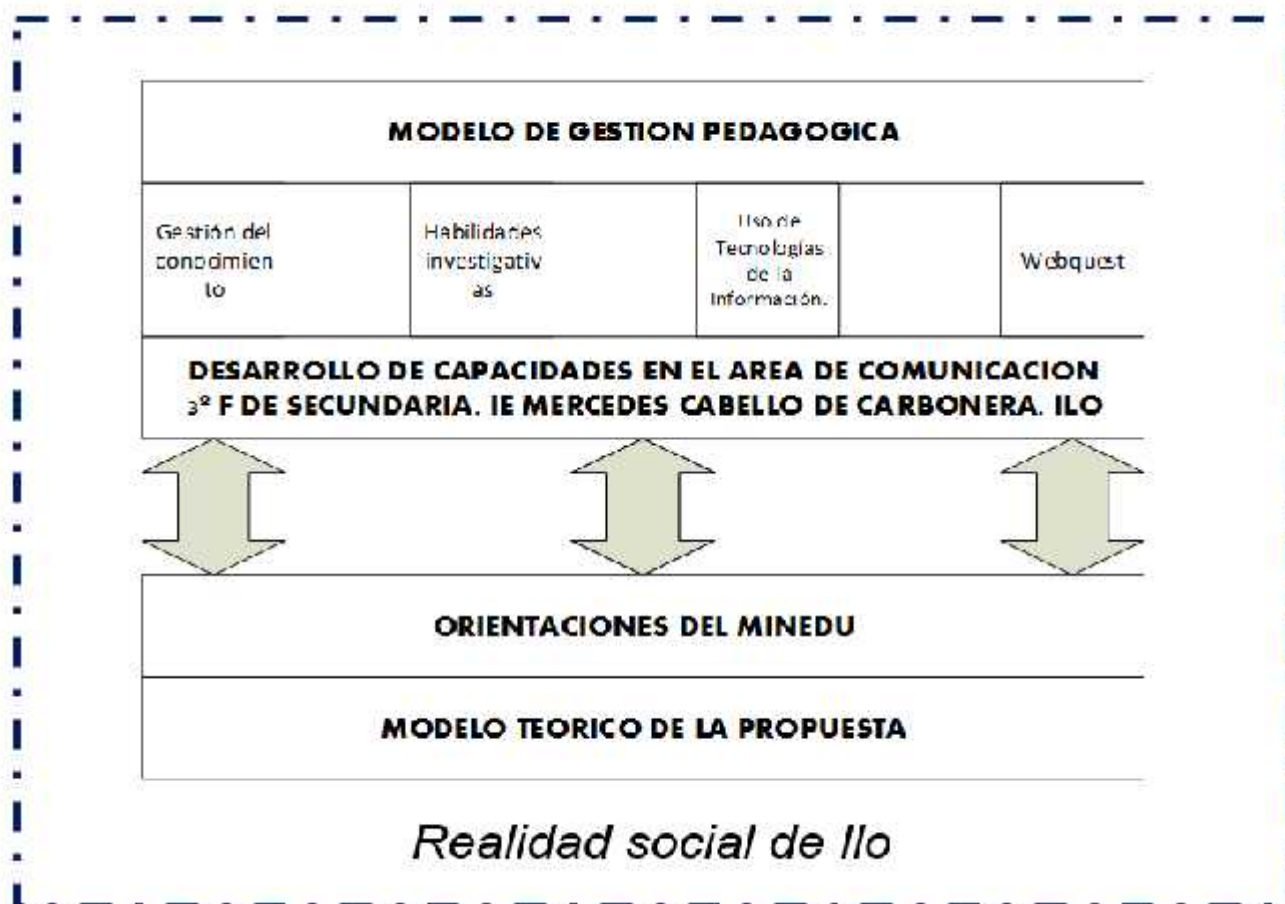 MODELO DE GESTION PEDAGOGICA
Gestión del
conocimien
to
Habilidades
investigativ
as
Uso de
Tecnologías
de la
Información.
Webquest
DESARROLLO DE CAPACIDADES EN EL AREA DE COMUNICACION
3º F DE SECUNDARIA. IE MERCEDES CABELLO DE CARBONERA. ILO
ORIENTACIONES DEL MINEDU
MODELO TEORICO DE LA PROPUESTA
Realidad social de Ilo